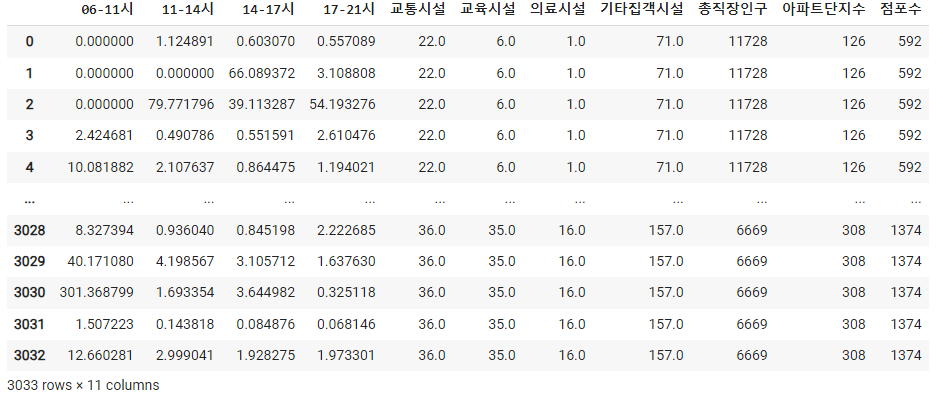 06-11시 11-14시 14-17시 17-21시 교통시설 교육시설 의료시설 기타집객시설 총직장인구 아파트단지수 점포수
0 0.000000 1.124891 0.603070 0.557089 22.0 6.0 1.0 71.0 11728 126 592
1 0.000000 0.000000 66.089372 3.108808 22.0 6.0 1.0 71.0 11728 126 592
2 0.000000 79.771796 39.113287 54.193276 22.0 6.0 1.0 71.0 11728 126 592
3 2.424681 0.490786 0.551591 2.610476 22.0 6.0 1.0 71.0 11728 126 592
4 10.081882 2.107637 0.864475 1.194021 22.0 6.0 1.0 71.0 11728 126 592
... ... ... ... ... ... ... ... ... ... ... ...
3028 8.327394 0.936040 0.845198 2.222685 36.0 35.0 16.0 157.0 6669 308 1374
3029 40.171080 4.198567 3.105712 1.637630 36.0 35.0 16.0 157.0 6669 308 1374
3030 301.368799 1.693354 3.644982 0.325118 36.0 35.0 16.0 157.0 6669 308 1374
3031 1.507223 0.143818 0.084876 0.068146 36.0 35.0 16.0 157.0 6669 308 1374
3032 12.660281 2.999041 1.928275 1.973301 36.0 35.0 16.0 157.0 6669 308 1374
3033 rows × 11 columns